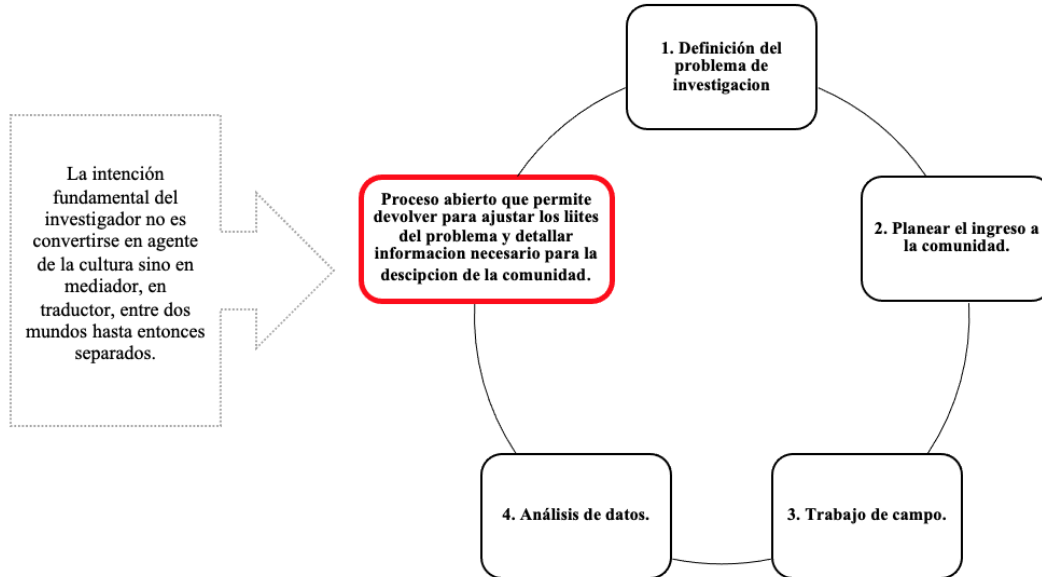 1. Definición del
problema de
investigacion
La intención
fundamental del
investigador no es
convertirse en agente
de la cultura sino en
mediador, en
traductor, entre dos
mundos hasta entonces
separados.
Proceso abierto que permite
devolver para ajustar los liites
del problema y detallar
informacion necesario para la
descipcion de la comunidad.
2. Planear el ingreso a
la comunidad.
4. Análisis de datos.
3. Trabajo de campo.